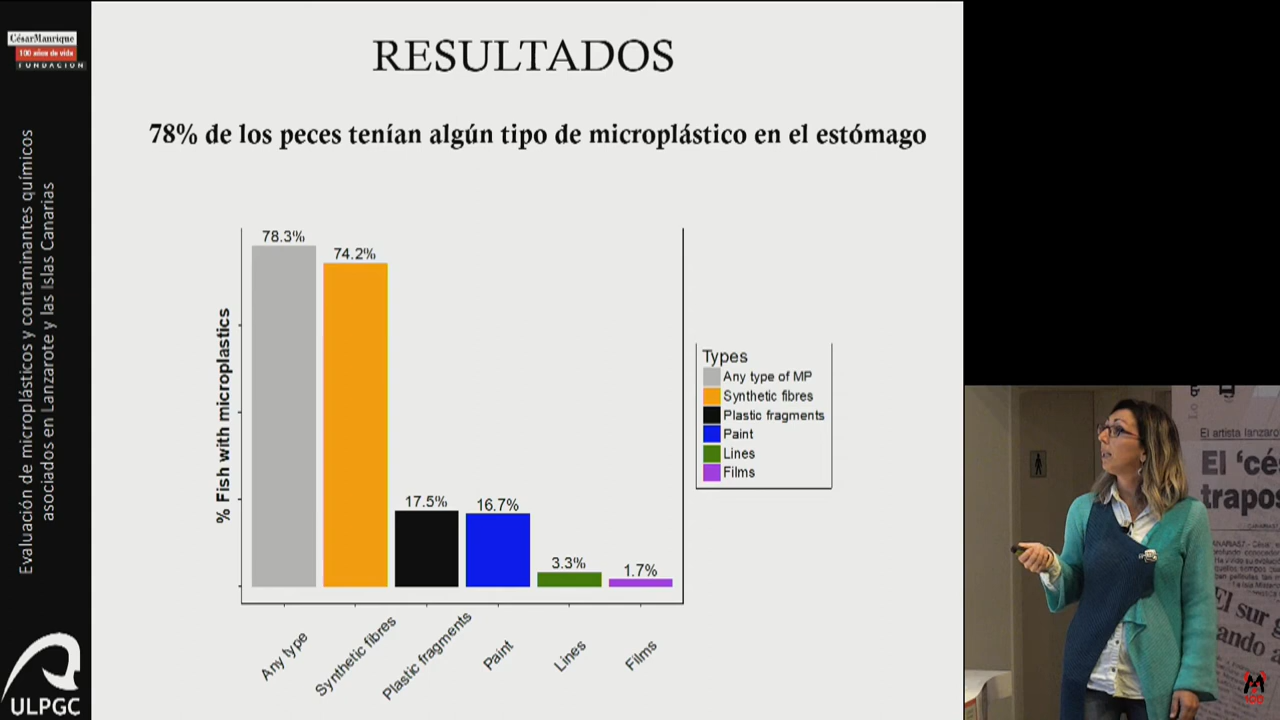 CésarManrique
100 años de vida
FUNDACIÓN
Evaluación de microplásticos y contaminantes químicos
asociados en Lanzarote y las Islas Canarias
ULPGC
RESULTADOS
78% de los peces tenían algún tipo de microplástico en el estómago
% Fish with microplastics
78.3%
74.2%
17.5%
16.7%
3.3%
1.7%
Any type
Synthetic fibres
Plastic fragments
Paint
Lines
Films
Types
Any type of MP
Synthetic fibres
Plastic fragments
Paint
Lines
Films
El artista lanzaro
El 'cé
trapos
El sur
ando a